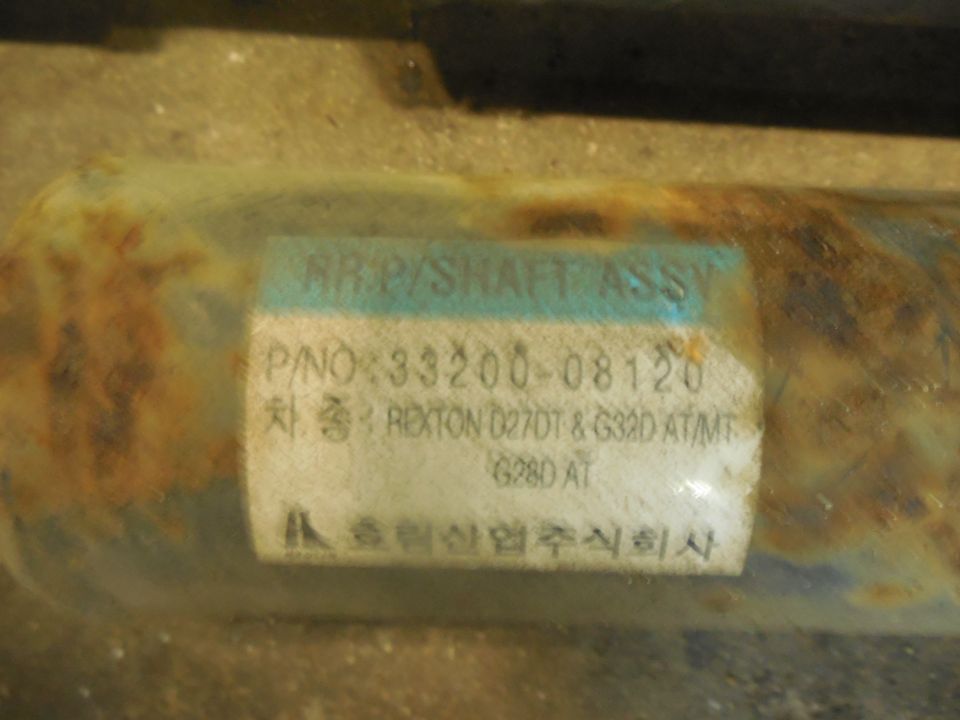 RR P/SHAFT ASSY
P/NO : 33200-08120
차 종 : REXTON D27DT & G32D AT/MT
G28D AT
흐림산업주식회사